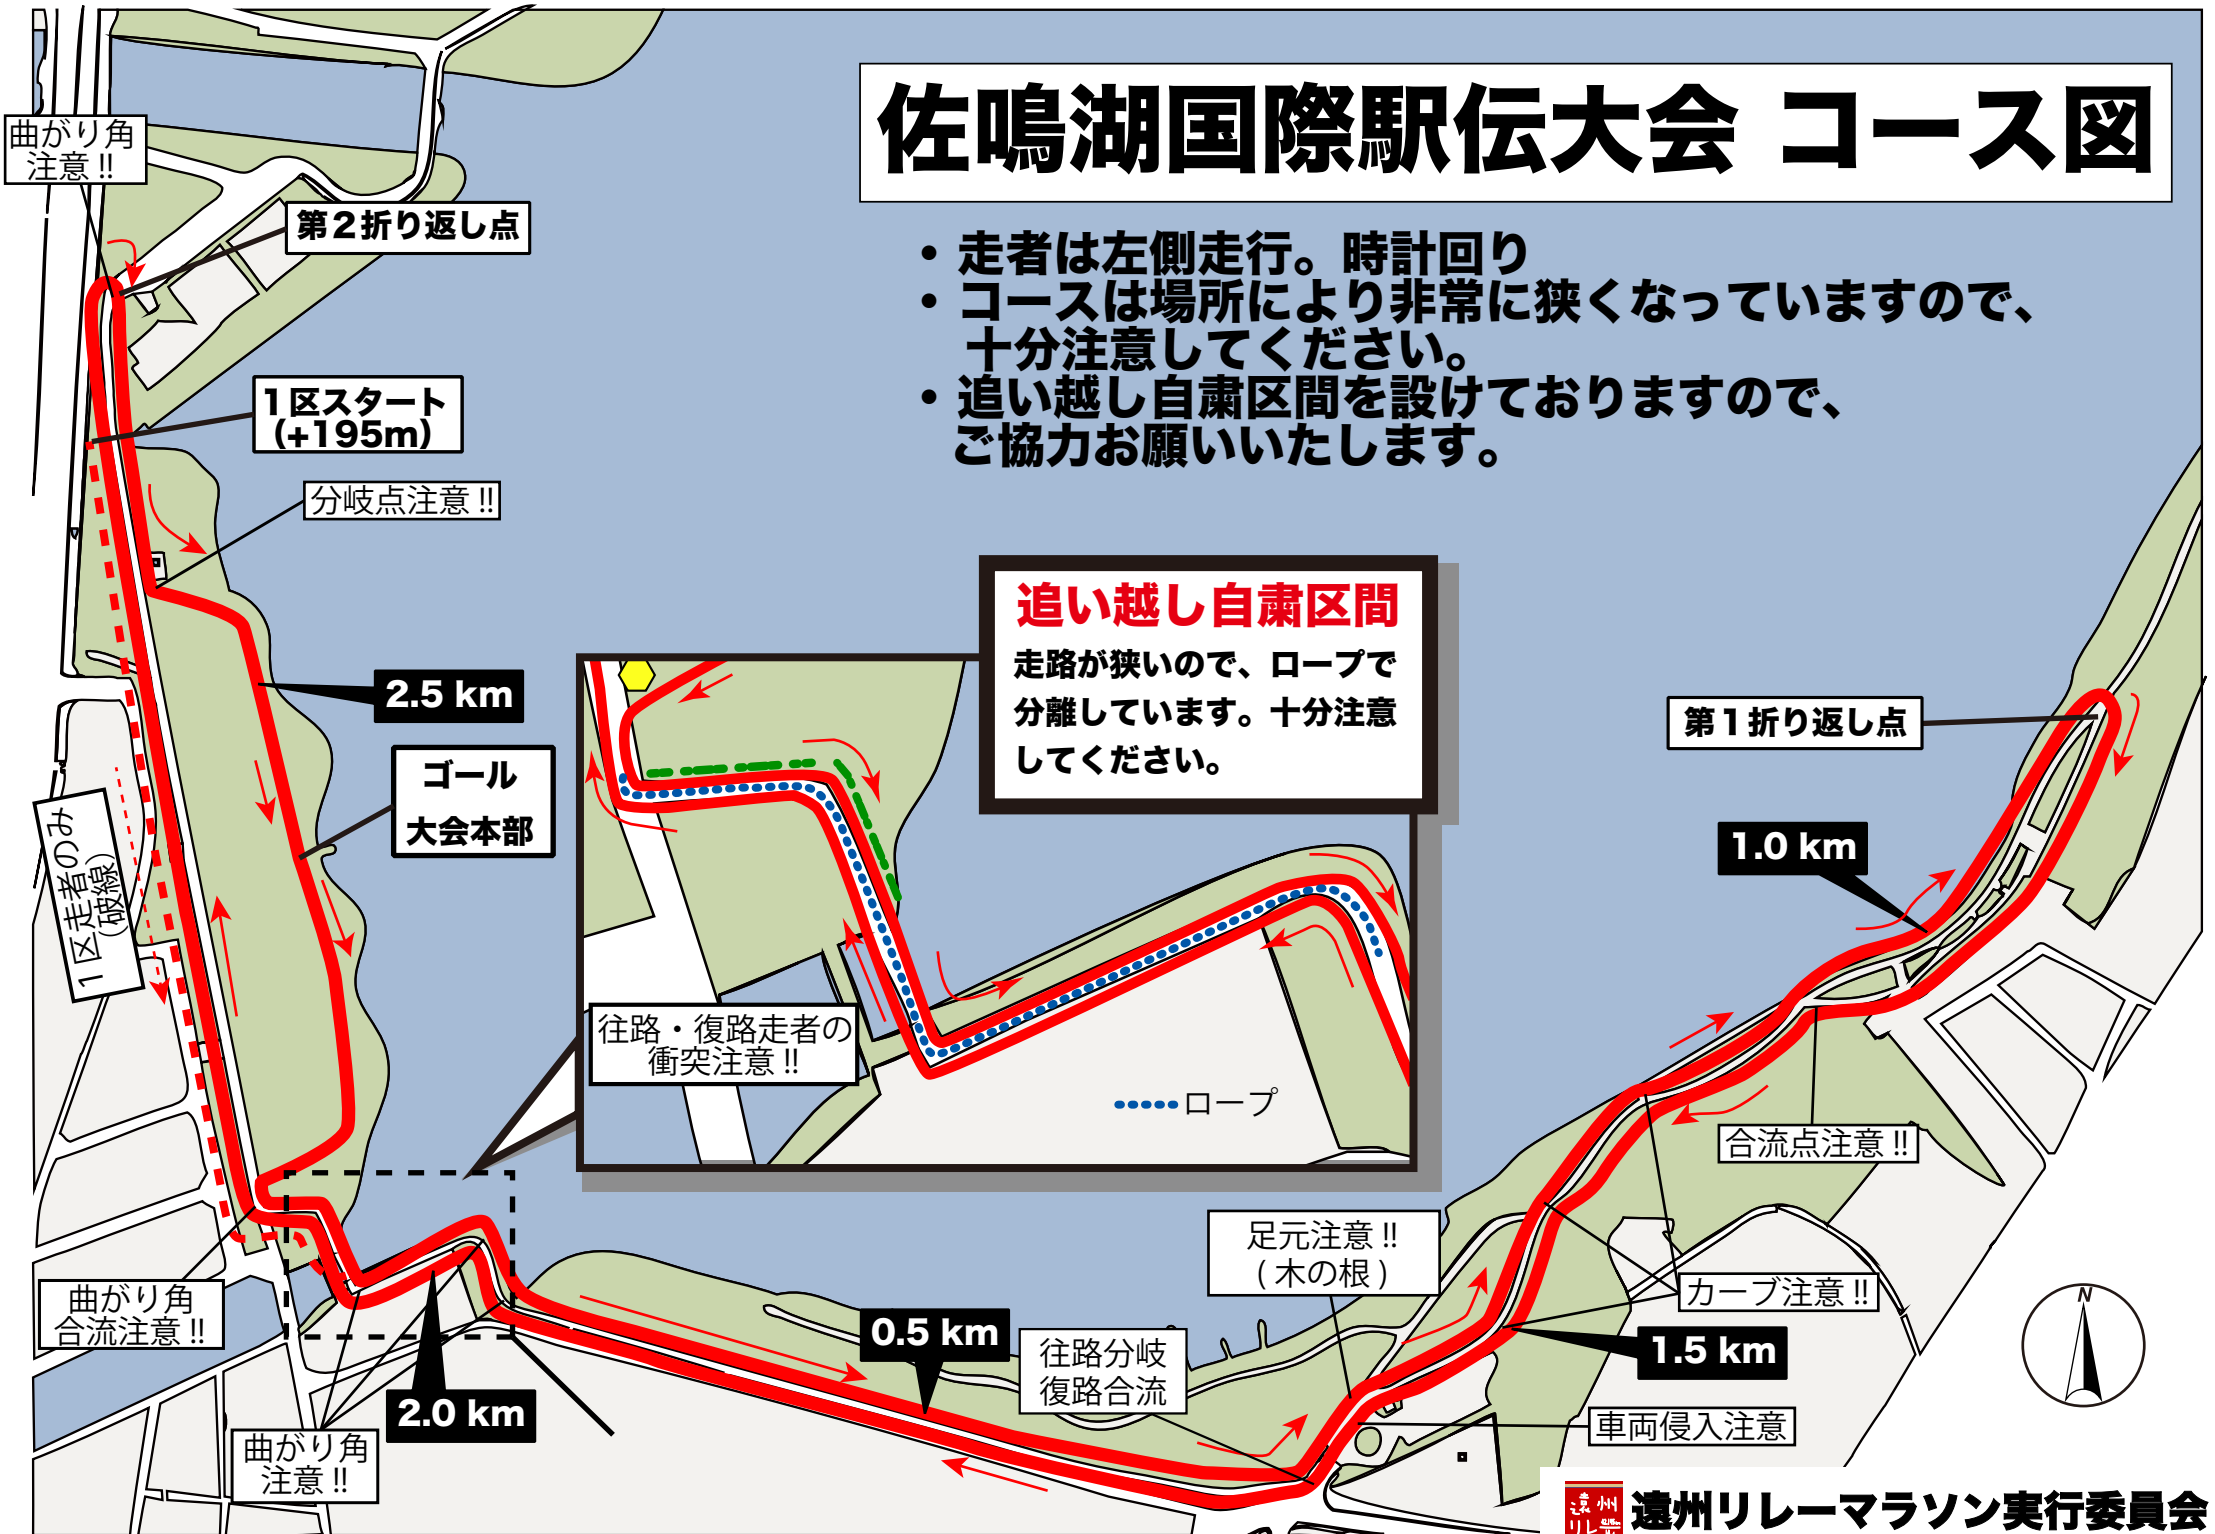 佐鳴湖国際駅伝大会 コース図
・走者は左側走行。時計回り
・コースは場所により非常に狭くなっていますので、
十分注意してください。
・追い越し自粛区間を設けておりますので、
ご協力お願いいたします。
曲がり角
注意!!
第2折り返し点
1区スタート
(+195m)
分岐点注意!!
2.5 km
ゴール
大会本部
1区走者のみ
(破線)
追い越し自粛区間
走路が狭いので、ロープで
分離しています。十分注意
してください。
往路・復路走者の
衝突注意!!
ロープ
第1折り返し点
1.0 km
合流点注意!!
足元注意!!
(木の根)
カーブ注意!!
1.5 km
N
曲がり角
合流注意!!
0.5 km
往路分岐
復路合流
2.0 km
車両侵入注意
曲がり角
注意!!
遠州
遠州リレーマラソン実行委員会